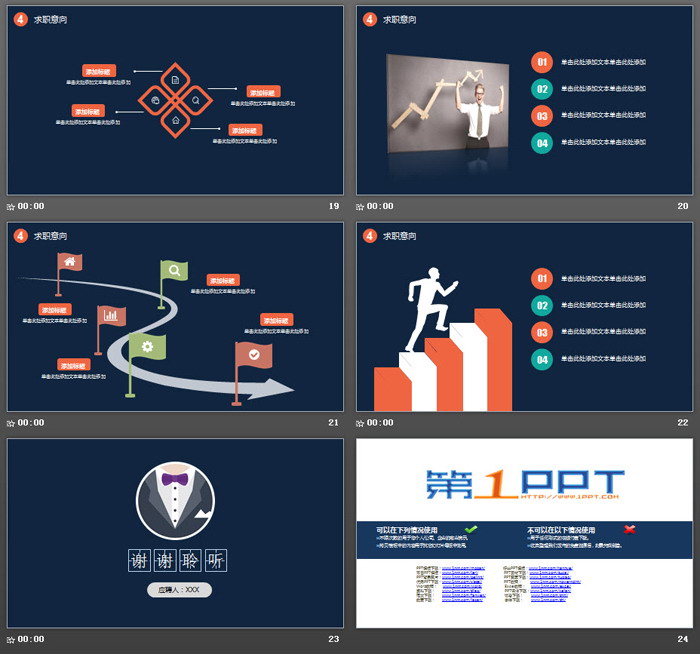 4 求职意向
添加标题
单击此处添加文本单击此处添加
添加标题
单击此处添加文本单击此处添加
添加标题
单击此处添加文本单击此处添加
添加标题
单击此处添加文本单击此处添加
00:00 19
4 求职意向
01 单击此处添加文本单击此处添加
02 单击此处添加文本单击此处添加
03 单击此处添加文本单击此处添加
04 单击此处添加文本单击此处添加
00:00 20
4 求职意向
添加标题
单击此处添加文本单击此处添加
添加标题
单击此处添加文本单击此处添加
添加标题
单击此处添加文本单击此处添加
添加标题
单击此处添加文本单击此处添加
00:00 21
4 求职意向
01 单击此处添加文本单击此处添加
02 单击此处添加文本单击此处添加
03 单击此处添加文本单击此处添加
04 单击此处添加文本单击此处添加
00:00 22
谢谢聆听
应聘人：XXX
00:00 23
第1PPT
HTTP://WWW.1PPT.COM
可以在下列情况使用
不可以在以下情况使用
24